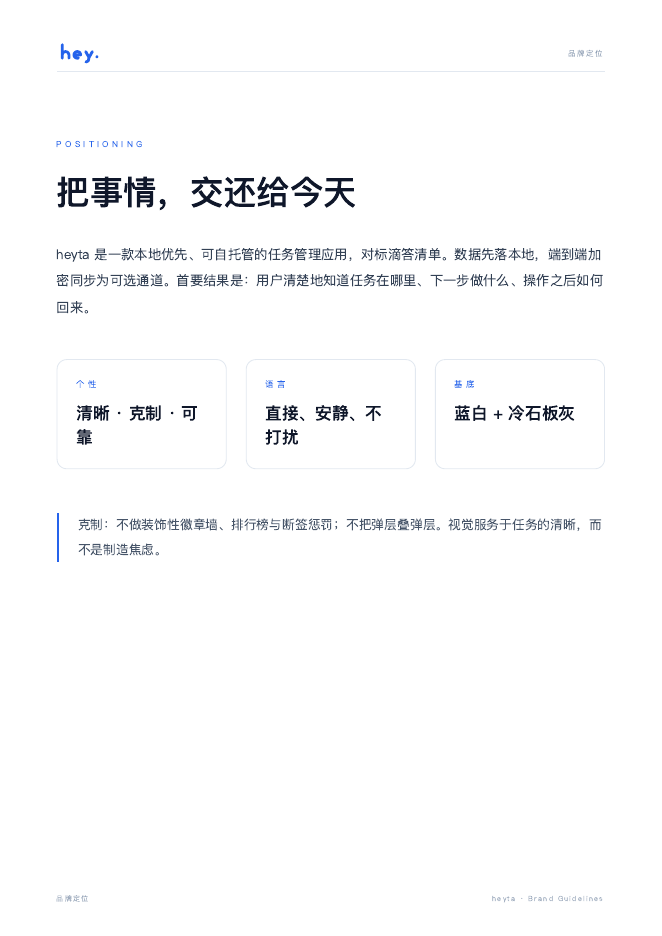 hey.
品牌定位
POSITIONING
把事情，交还给今天
heyta 是一款本地优先、可自托管的任务管理应用，对标滴答清单。数据先落本地，端到端加
密同步为可选通道。首要结果是：用户清楚地知道任务在哪里、下一步做什么、操作之后如何
回来。
个性
清晰 · 克制 · 可
靠
语言
直接、安静、不
打扰
基底
蓝白 + 冷石板灰
克制：不做装饰性徽章墙、排行榜与断签惩罚；不把弹层叠弹层。视觉服务于任务的清晰，而
不是制造焦虑。
品牌定位
heyta · Brand Guidelines